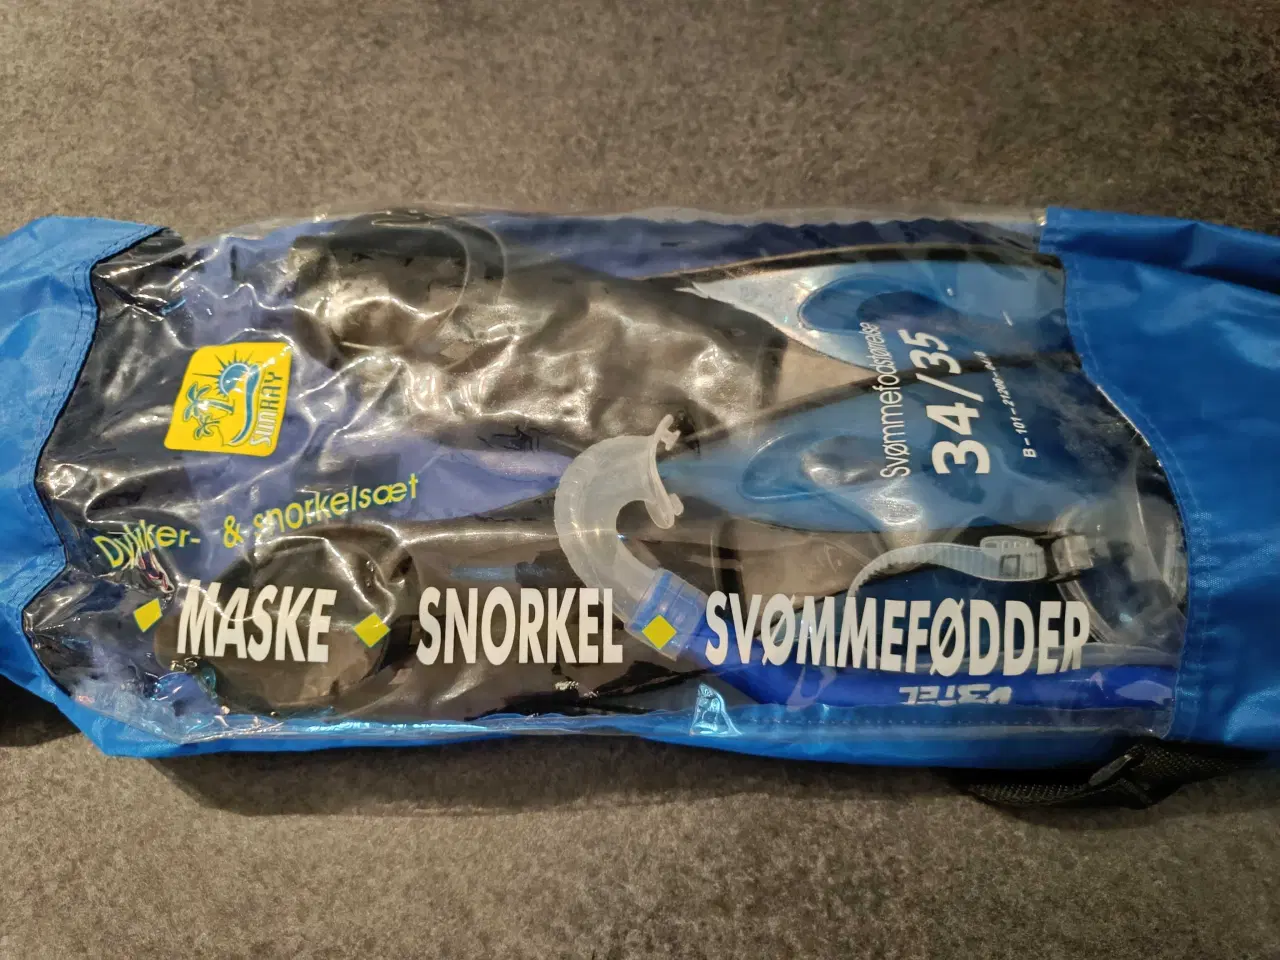 SUNRAY
Dykker- & snorkelsæt
MASKE SNORKEL SVØMMEFØDDER
Svømmefodstørrelse
34/35